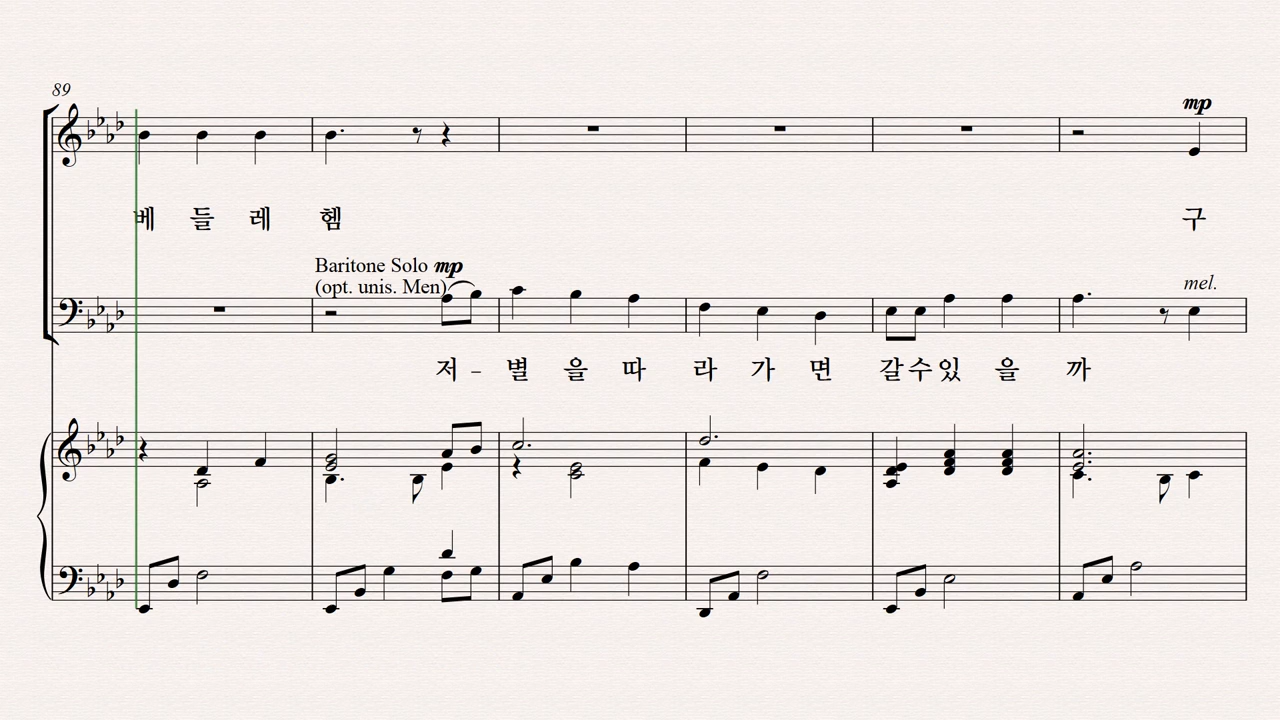 89
mp
베 들 레 헴 구
Baritone Solo mp
(opt. unis. Men)
mel.
저 - 별 을 따 라 가 면 갈 수 있 을 까